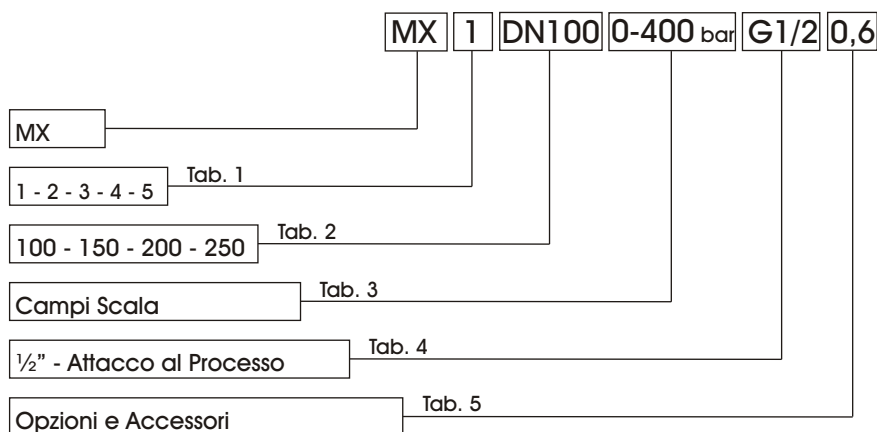 MX 1 DN100 0-400 bar G1/2 0,6
MX
1 - 2 - 3 - 4 - 5 Tab. 1
100 - 150 - 200 - 250 Tab. 2
Campi Scala Tab. 3
½” - Attacco al Processo Tab. 4
Opzioni e Accessori Tab. 5